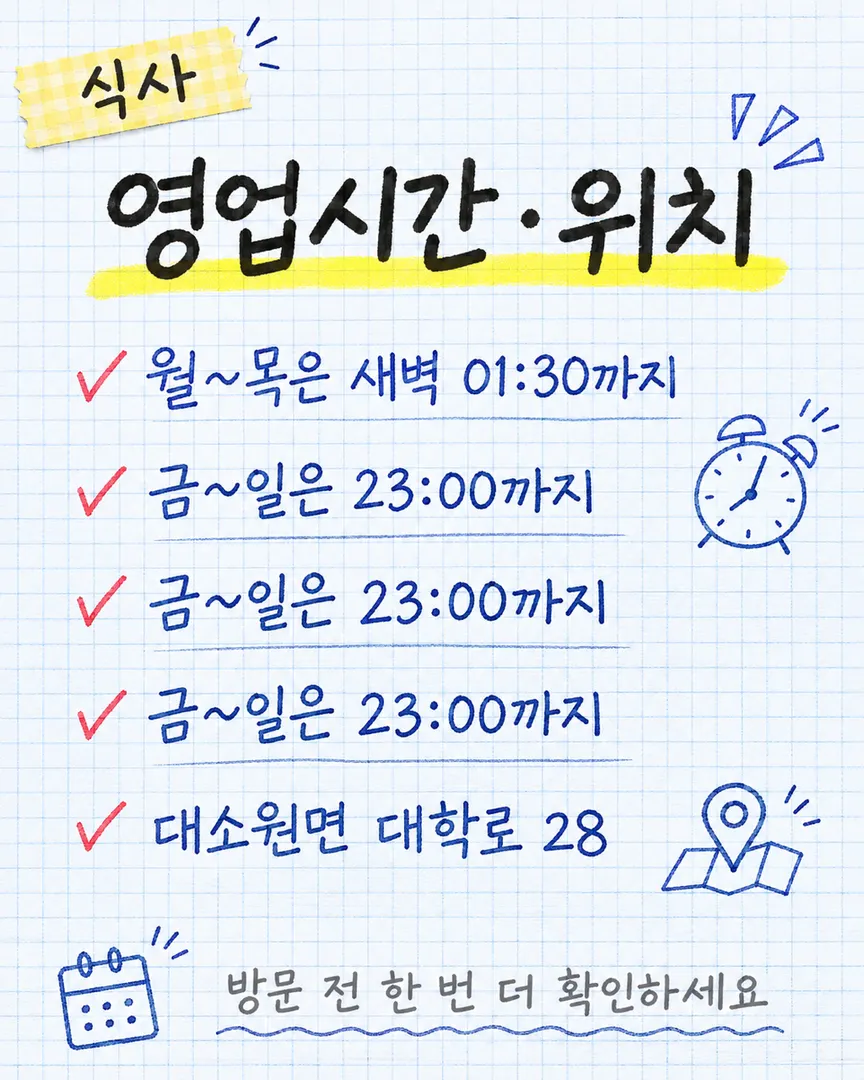 식사
영업시간·위치
월~목은 새벽 01:30까지
금~일은 23:00까지
금~일은 23:00까지
금~일은 23:00까지
대소원면 대학로 28
방문 전 한 번 더 확인하세요